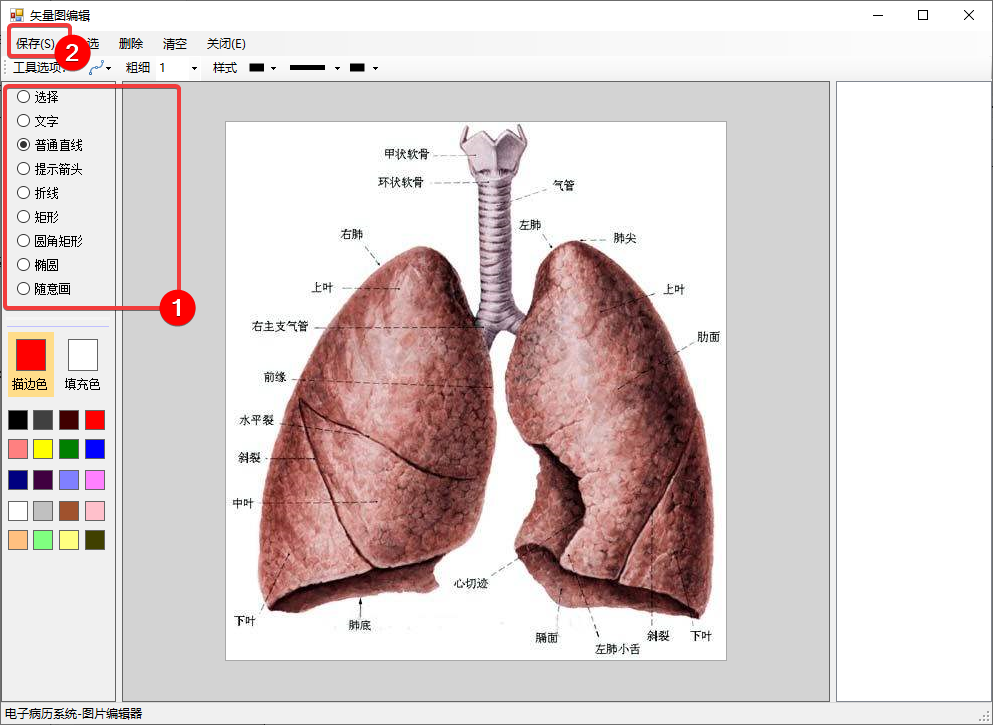 矢量图编辑
保存(S) 选 删除 清空 关闭(E)
2
工具选项: 粗细 1 样式
选择
文字
普通直线
提示箭头
折线
矩形
圆角矩形
椭圆
随意画
1
描边色 填充色
甲状软骨
环状软骨
气管
左肺
右肺
肺尖
上叶
上叶
右主支气管
肋面
前缘
水平裂
斜裂
中叶
心切迹
下叶
肺底
膈面
左肺小舌
斜裂
下叶
电子病历系统-图片编辑器